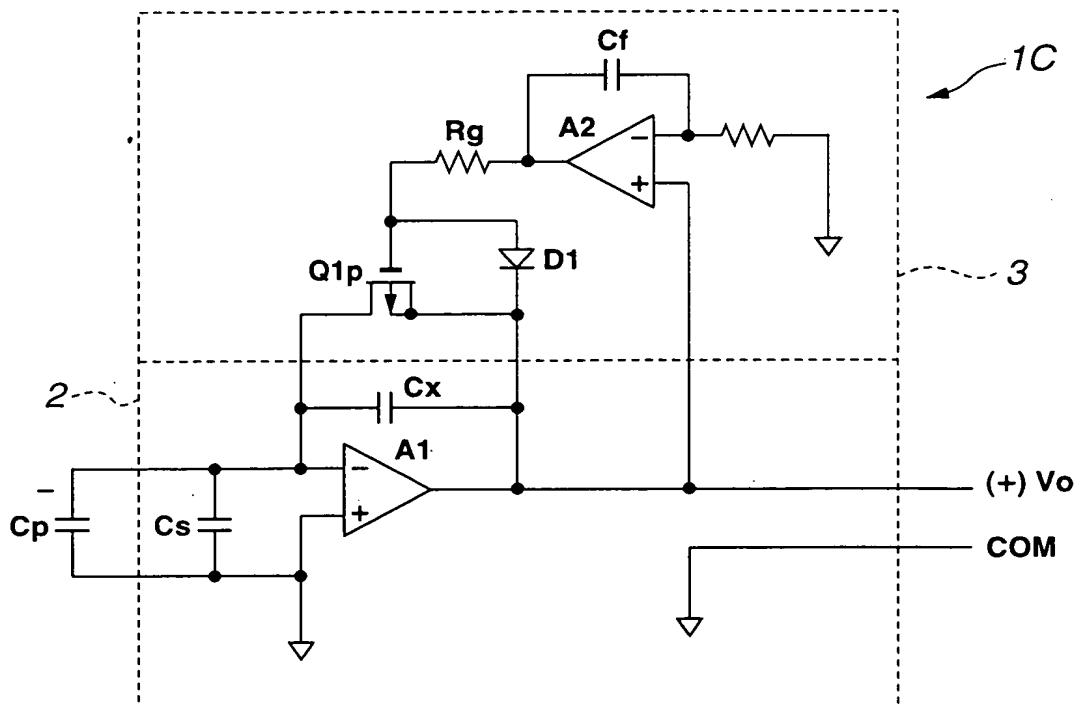 Cf
1C
A2
Rg
−
+
Q1p
D1
3
2
Cx
A1
−
−
+
Cp
Cs
(+) Vo
COM